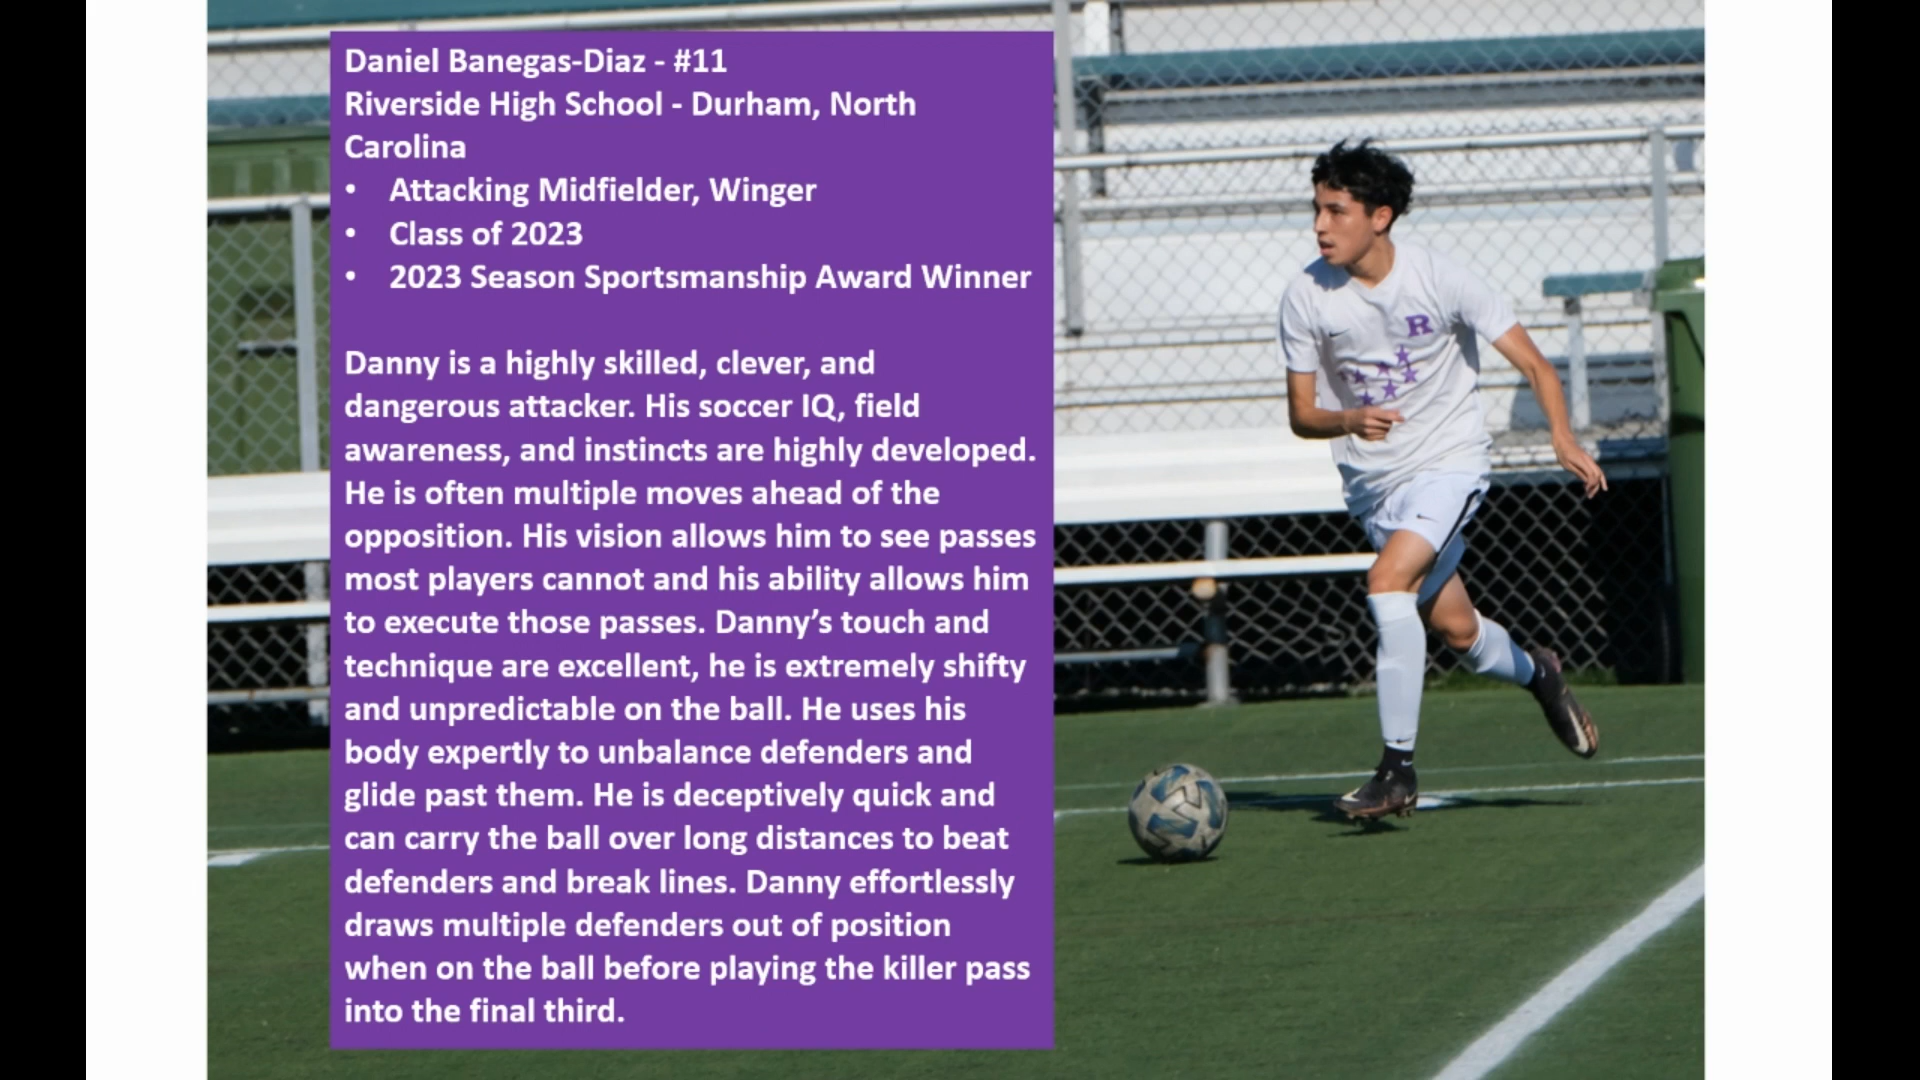 Daniel Banegas-Diaz - #11
Riverside High School - Durham, North
Carolina
• Attacking Midfielder, Winger
• Class of 2023
• 2023 Season Sportsmanship Award Winner
Danny is a highly skilled, clever, and
dangerous attacker. His soccer IQ, field
awareness, and instincts are highly developed.
He is often multiple moves ahead of the
opposition. His vision allows him to see passes
most players cannot and his ability allows him
to execute those passes. Danny’s touch and
technique are excellent, he is extremely shifty
and unpredictable on the ball. He uses his
body expertly to unbalance defenders and
glide past them. He is deceptively quick and
can carry the ball over long distances to beat
defenders and break lines. Danny effortlessly
draws multiple defenders out of position
when on the ball before playing the killer pass
into the final third.
R